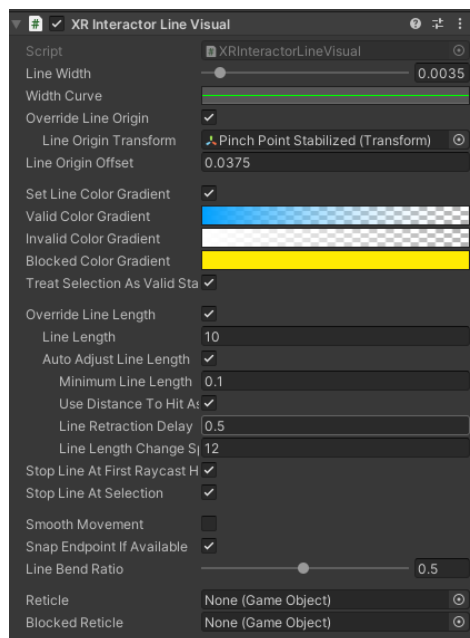 XR Interactor Line Visual
Script XRInteractorLineVisual
Line Width 0.0035
Width Curve
Override Line Origin
Line Origin Transform Pinch Point Stabilized (Transform)
Line Origin Offset 0.0375
Set Line Color Gradient
Valid Color Gradient
Invalid Color Gradient
Blocked Color Gradient
Treat Selection As Valid Sta
Override Line Length
Line Length 10
Auto Adjust Line Length
Minimum Line Length 0.1
Use Distance To Hit As
Line Retraction Delay 0.5
Line Length Change S 12
Stop Line At First Raycast H
Stop Line At Selection
Smooth Movement
Snap Endpoint If Available
Line Bend Ratio 0.5
Reticle None (Game Object)
Blocked Reticle None (Game Object)